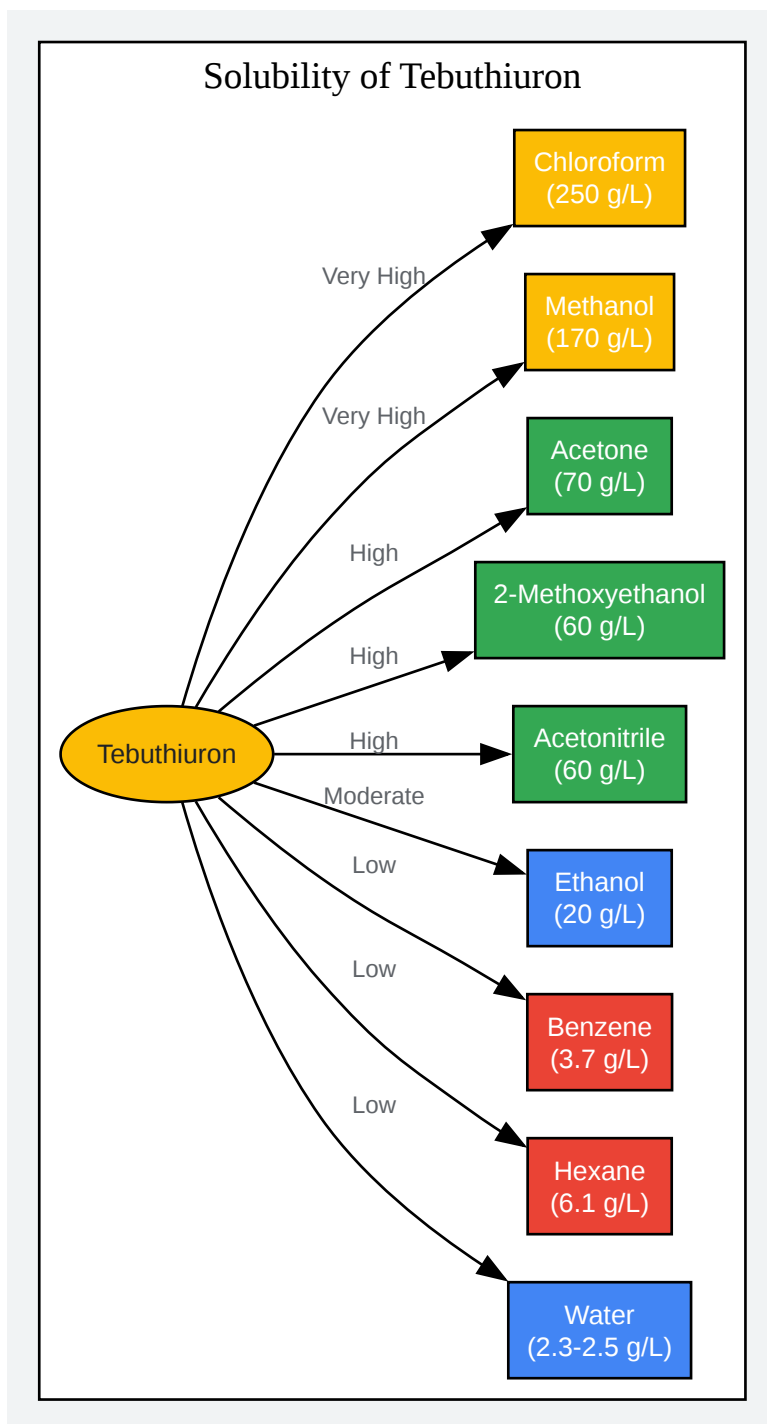 Solubility of Tebuthiuron
Chloroform
(250 g/L)
Very High
Methanol
(170 g/L)
Very High
Acetone
(70 g/L)
High
2-Methoxyethanol
(60 g/L)
High
Tebuthiuron
High
Acetonitrile
(60 g/L)
Moderate
Ethanol
(20 g/L)
Low
Benzene
(3.7 g/L)
Low
Hexane
(6.1 g/L)
Low
Water
(2.3-2.5 g/L)